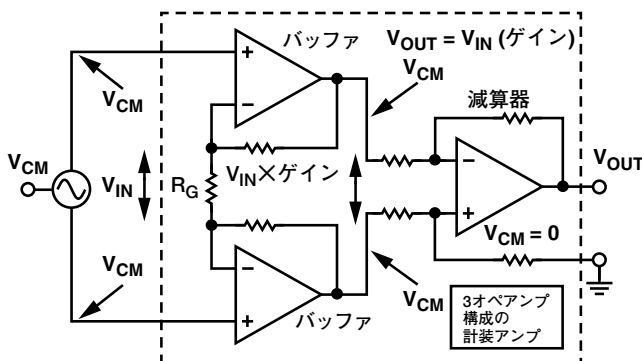 バッファ
V_OUT = V_IN (ゲイン)
V_CM
V_CM
減算器
V_CM
V_IN
R_G
V_IN×ゲイン
V_OUT
V_CM = 0
V_CM
V_CM
バッファ
3オペアンプ
構成の
計装アンプ
+
−
−
+
−
+